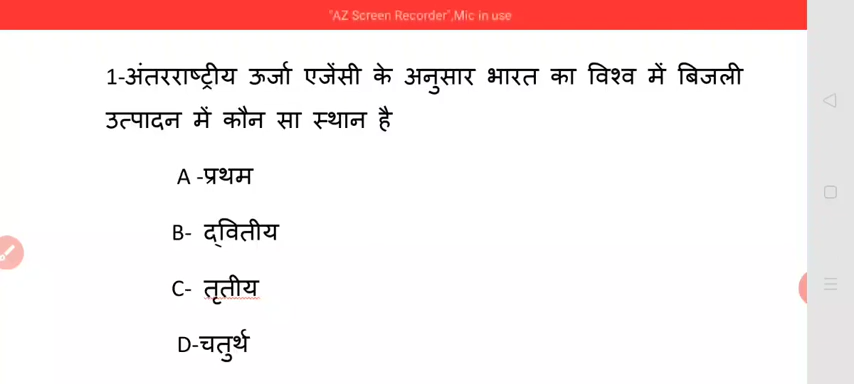 "AZ Screen Recorder",Mic in use
1-अंतरराष्ट्रीय ऊर्जा एजेंसी के अनुसार भारत का विश्व में बिजली
उत्पादन में कौन सा स्थान है
A -प्रथम
B- द्वितीय
C- तृतीय
D-चतुर्थ